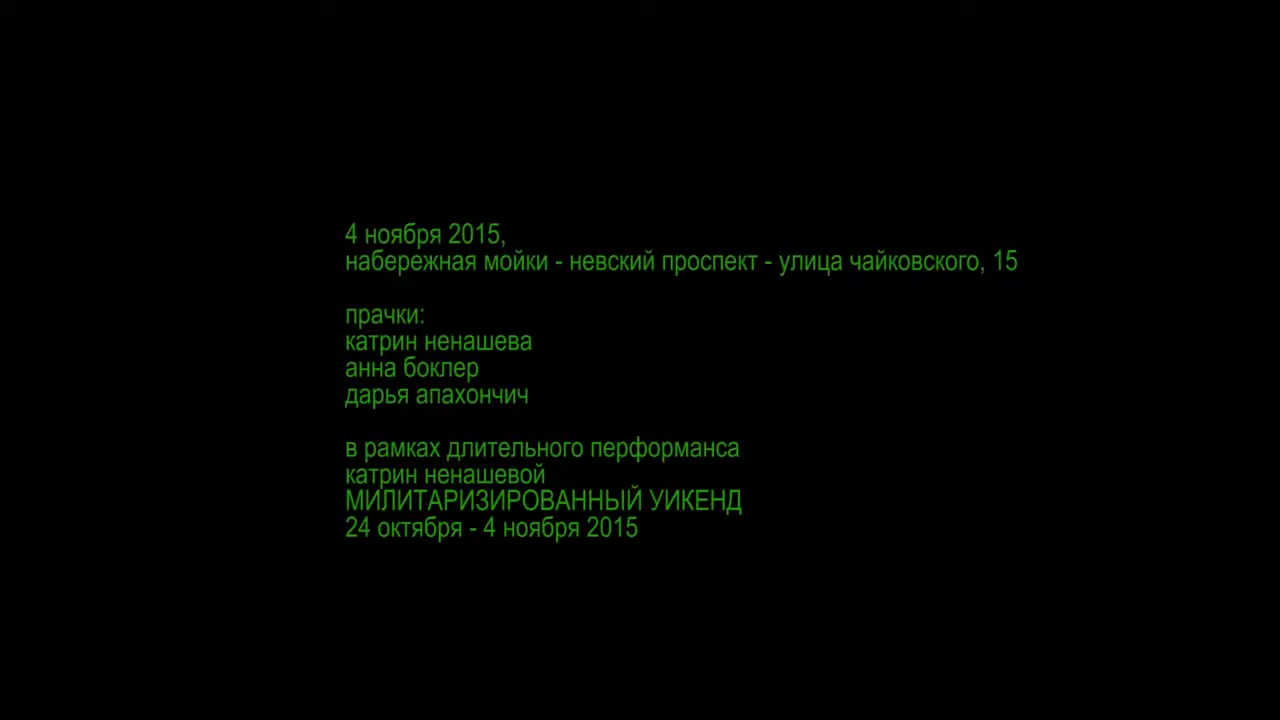 4 ноября 2015,
набережная мойки - невский проспект - улица чайковского, 15
прачки:
катрин ненашева
анна боклер
дарья апахончич
в рамках длительного перформанса
катрин ненашевой
МИЛИТАРИЗИРОВАННЫЙ УИКЕНД
24 октября - 4 ноября 2015